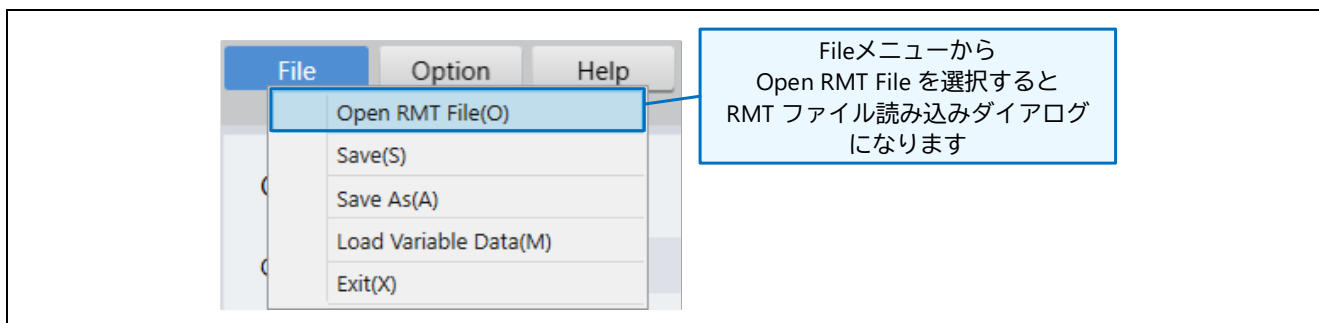 File Option Help
Open RMT File(O)
Save(S)
Save As(A)
Load Variable Data(M)
Exit(X)
Fileメニューから
Open RMT File を選択すると
RMT ファイル読み込みダイアログ
になります